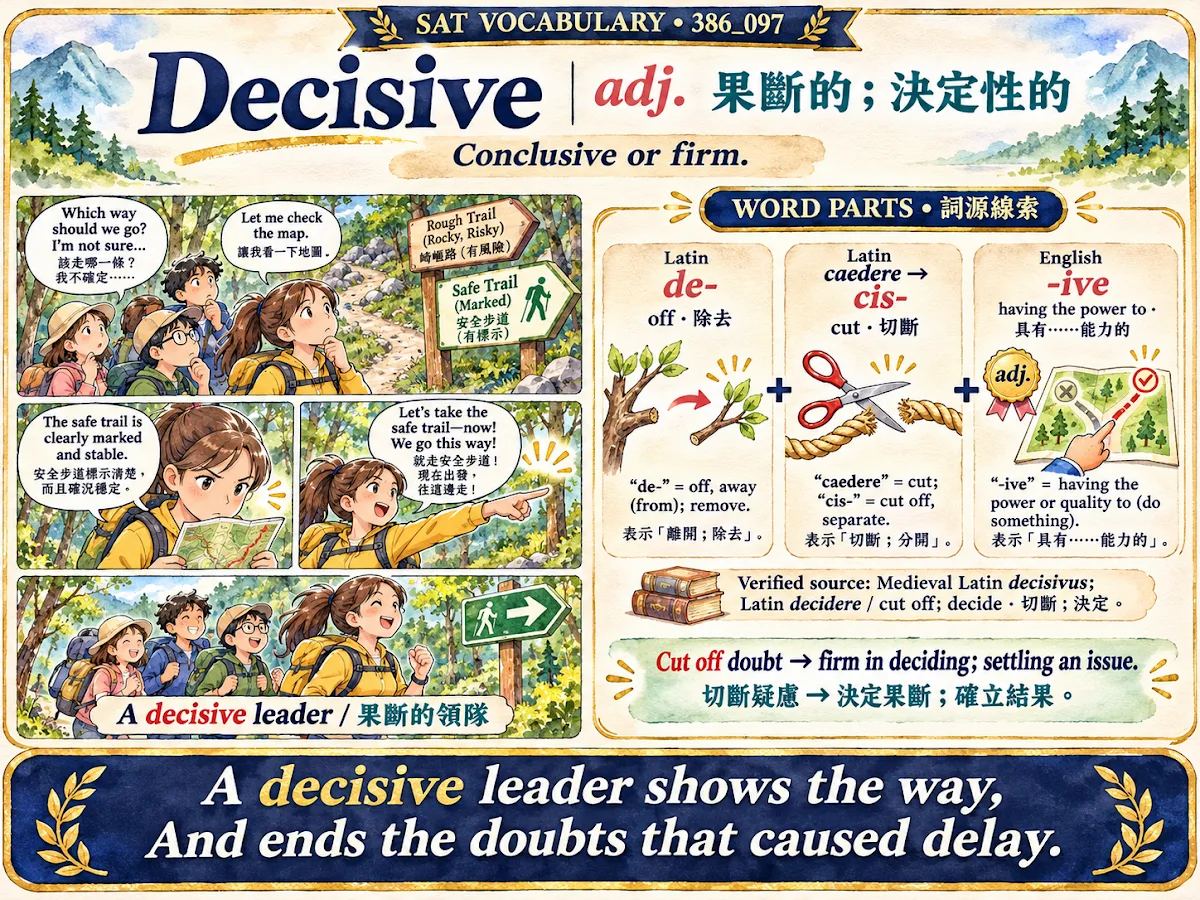 SAT VOCABULARY • 386_097
Decisive
adj. 果斷的；決定性的
Conclusive or firm.
Which way
should we go?
I'm not sure...
該走哪一條？
我不確定⋯⋯
Let me check
the map.
讓我看一下地圖。
Rough Trail
(Rocky, Risky)
崎嶇路 (有風險)
Safe Trail
(Marked)
安全步道
(有標示)
The safe trail is
clearly marked
and stable.
安全步道標示清楚，
而且確況穩定。
Let's take the
safe trail—now!
We go this way!
就走安全步道！
現在出發，
往這邊走！
A decisive leader / 果斷的領隊
WORD PARTS • 詞源線索
Latin
de-
off · 除去
Latin
caedere →
cis-
cut · 切斷
English
-ive
having the power to ·
具有⋯⋯能力的
adj.
“de-” = off, away
(from); remove.
表示「離開；除去」。
“caedere” = cut;
“cis-” = cut off,
separate.
表示「切斷；分開」。
“-ive” = having the
power or quality to (do
something).
表示「具有⋯⋯能力的」。
Verified source: Medieval Latin decisivus;
Latin decidere / cut off; decide · 切斷；決定。
Cut off doubt → firm in deciding; settling an issue.
切斷疑慮 → 決定果斷；確立結果。
A decisive leader shows the way,
And ends the doubts that caused delay.